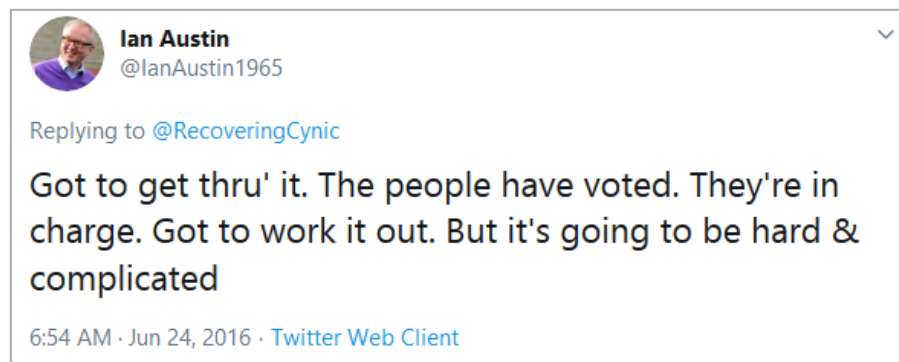 Ian Austin
@IanAustin1965
Replying to @RecoveringCynic
Got to get thru' it. The people have voted. They're in
charge. Got to work it out. But it's going to be hard &
complicated
6:54 AM · Jun 24, 2016 · Twitter Web Client